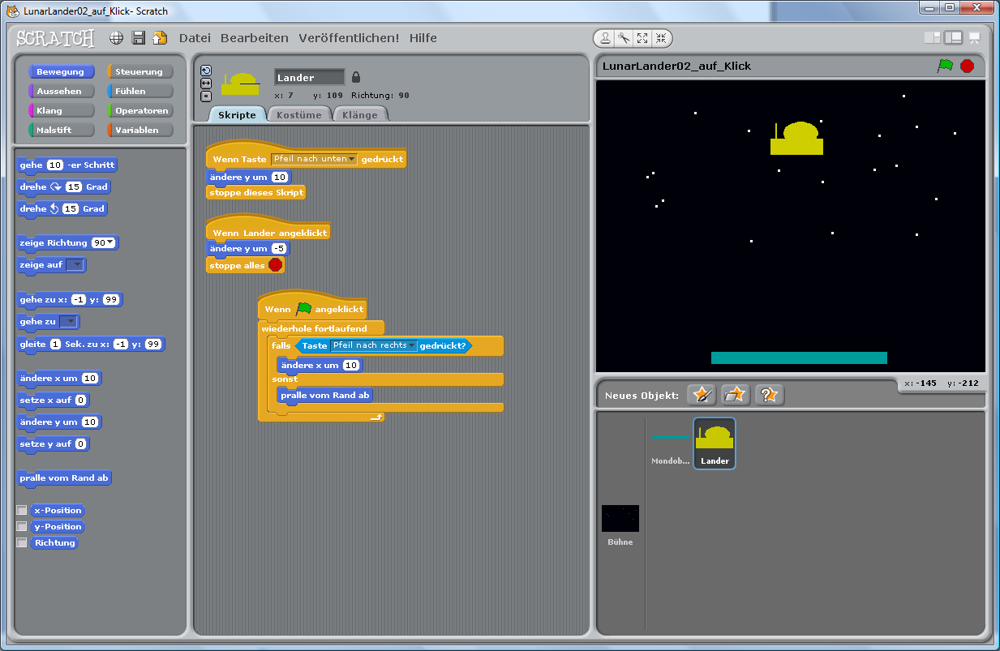 LunarLander02_auf_Klick- Scratch
SCRATCH
Datei Bearbeiten Veröffentlichen! Hilfe
Bewegung Steuerung
Aussehen Fühlen
Klang Operatoren
Malstift Variablen
gehe 10 -er Schritt
drehe 15 Grad
drehe 15 Grad
zeige Richtung 90
zeige auf
gehe zu x: -1 y: 99
gehe zu
gleite 1 Sek. zu x: -1 y: 99
ändere x um 10
setze x auf 0
ändere y um 10
setze y auf 0
pralle vom Rand ab
x-Position
y-Position
Richtung
Lander
x: 7 y: 109 Richtung: 90
Skripte Kostüme Klänge
Wenn Taste Pfeil nach unten gedrückt
ändere y um 10
stoppe dieses Skript
Wenn Lander angeklickt
ändere y um -5
stoppe alles
Wenn angeklickt
wiederhole fortlaufend
falls Taste Pfeil nach rechts gedrückt?
ändere x um 10
sonst
pralle vom Rand ab
LunarLander02_auf_Klick
x: -145 y: -212
Neues Objekt:
Mondob... Lander
Bühne